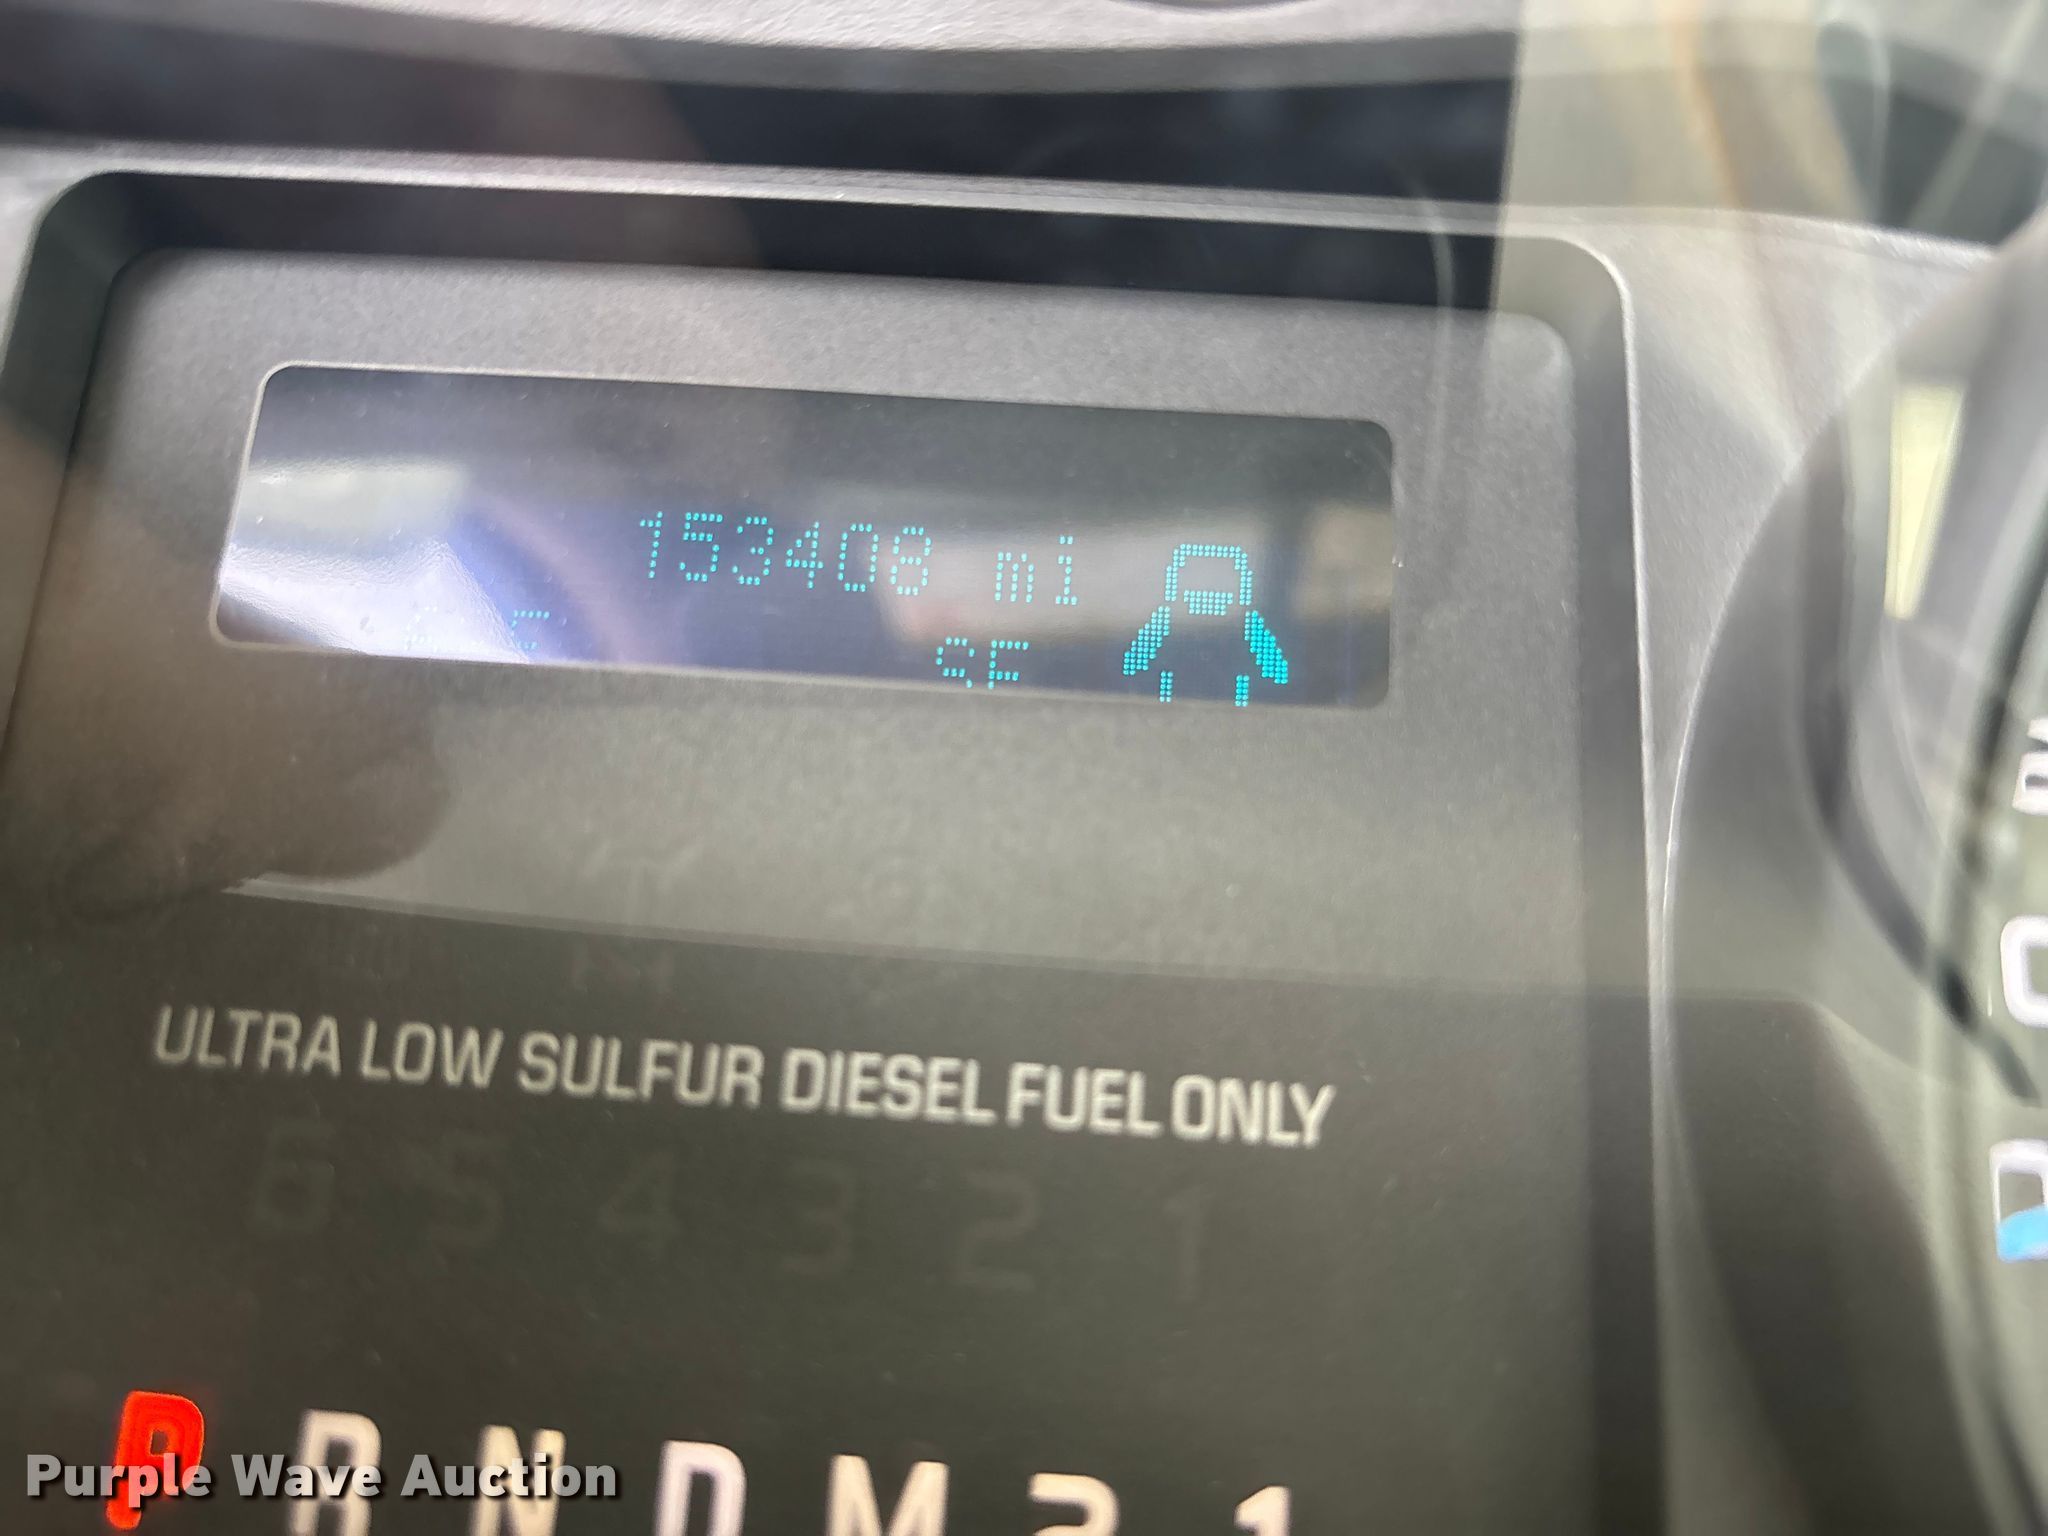 153408 mi
SE
ULTRA LOW SULFUR DIESEL FUEL ONLY
6 5 4 3 2 1
P R N D M 2 1
Purple Wave Auction